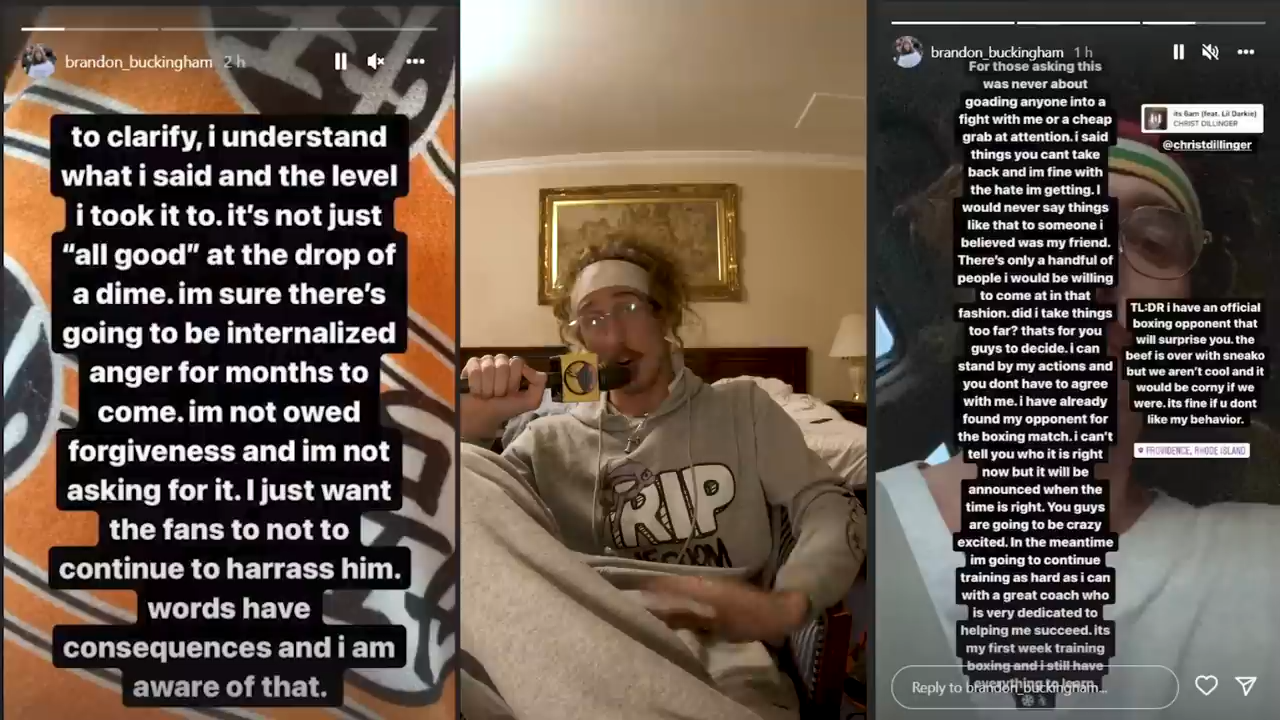 brandon_buckingham 2 h
to clarify, i understand
what i said and the level
i took it to. it's not just
“all good” at the drop of
a dime. im sure there's
going to be internalized
anger for months to
come. im not owed
forgiveness and im not
asking for it. I just want
the fans to not to
continue to harrass him.
words have
consequences and i am
aware of that.
RIP
brandon_buckingham 1 h
For those asking this
was never about
goading anyone into a
fight with me or a cheap
grab at attention. i said
things you cant take
back and im fine with
the hate im getting. I
would never say things
like that to someone i
believed was my friend.
There's only a handful of
people i would be willing
to come at in that
fashion. did i take things
too far? thats for you
guys to decide. i can
stand by my actions and
you dont have to agree
with me. i have already
found my opponent for
the boxing match. i can't
tell you who it is right
now but it will be
announced when the
time is right. You guys
are going to be crazy
excited. In the meantime
im going to continue
training as hard as i can
with a great coach who
is very dedicated to
helping me succeed. its
my first week training
boxing and i still have
everything to learn
its 6am (feat. Lil Darkie)
CHRIST DILLINGER
@christdillinger
TL:DR i have an official
boxing opponent that
will surprise you. the
beef is over with sneako
but we aren't cool and it
would be corny if we
were. its fine if u dont
like my behavior.
PROVIDENCE, RHODE ISLAND
Reply to brandon_buckingham...